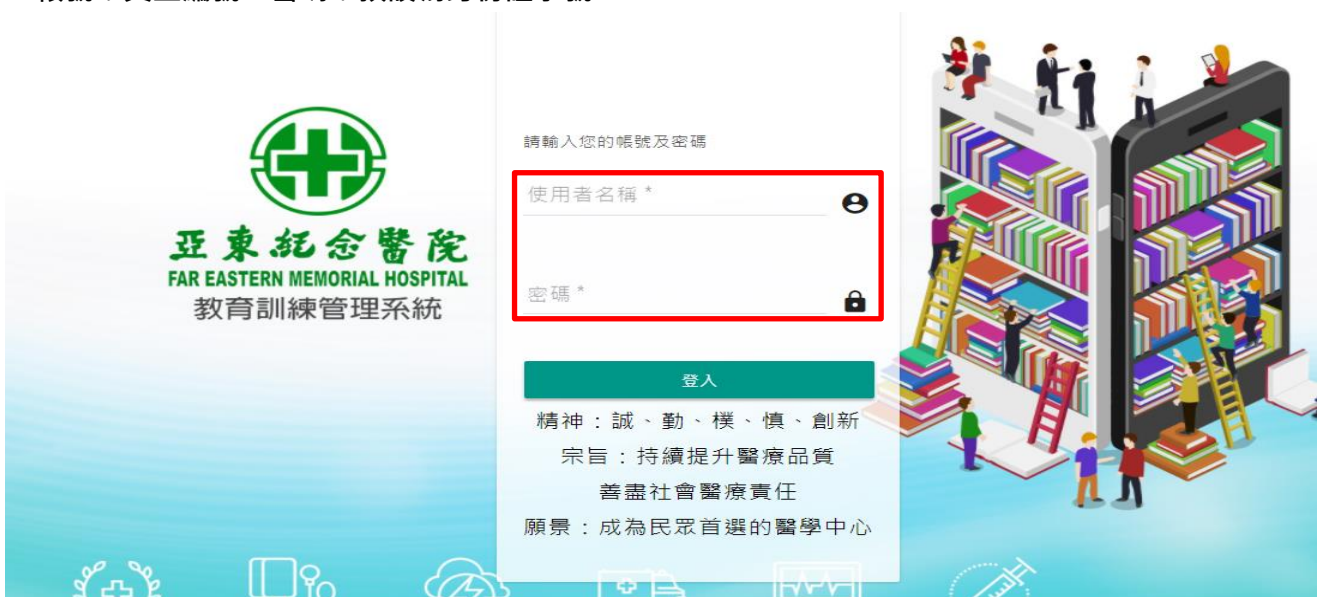 亞東紀念醫院
FAR EASTERN MEMORIAL HOSPITAL
教育訓練管理系統
請輸入您的帳號及密碼
使用者名稱 *
密碼 *
登入
精神：誠、勤、樸、慎、創新
宗旨：持續提升醫療品質
善盡社會醫療責任
願景：成為民眾首選的醫學中心